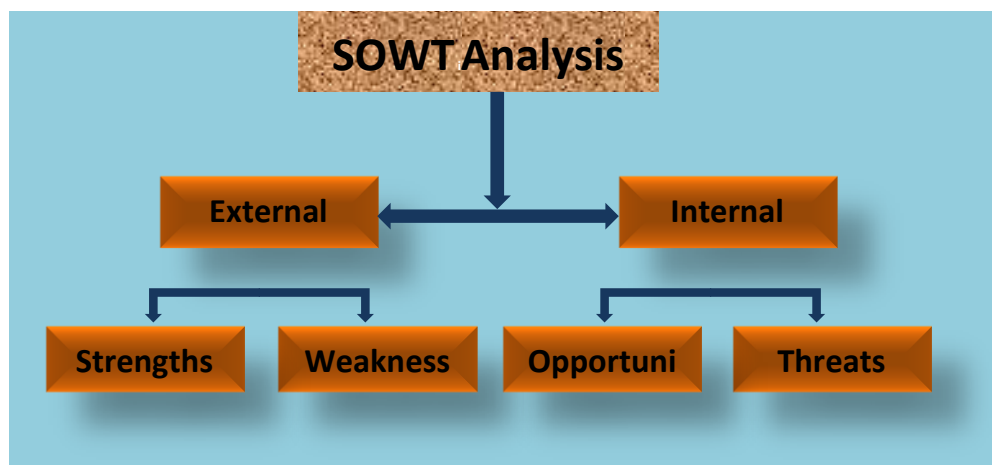 SOWT Analysis
External
Internal
Strengths
Weakness
Opportuni
Threats